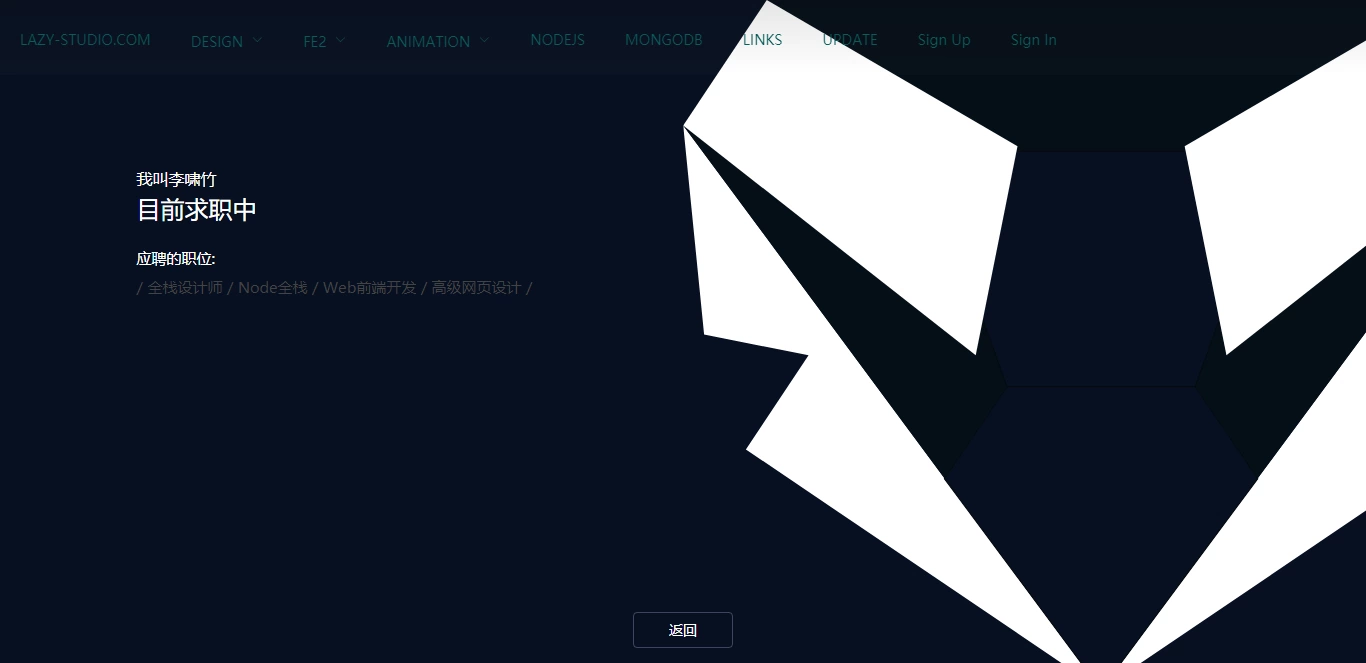 LAZY-STUDIO.COM DESIGN FE2 ANIMATION NODEJS MONGODB LINKS UPDATE Sign Up Sign In
我叫李啸竹
目前求职中
应聘的职位:
/ 全栈设计师 / Node全栈 / Web前端开发 / 高级网页设计 /
返回